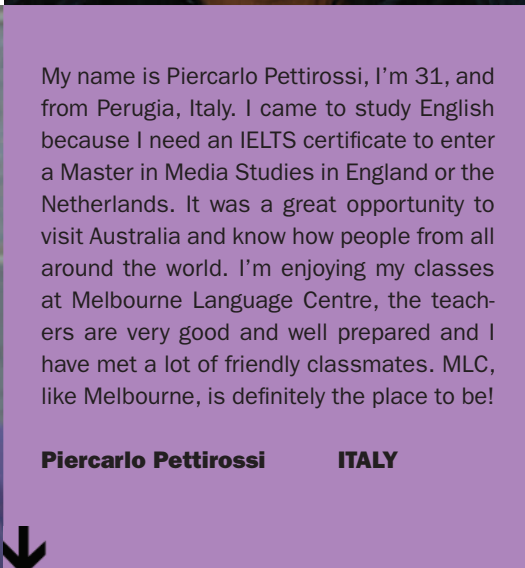 My name is Piercarlo Pettirossi, I'm 31, and
from Perugia, Italy. I came to study English
because I need an IELTS certificate to enter
a Master in Media Studies in England or the
Netherlands. It was a great opportunity to
visit Australia and know how people from all
around the world. I'm enjoying my classes
at Melbourne Language Centre, the teach-
ers are very good and well prepared and I
have met a lot of friendly classmates. MLC,
like Melbourne, is definitely the place to be!
Piercarlo Pettirossi ITALY